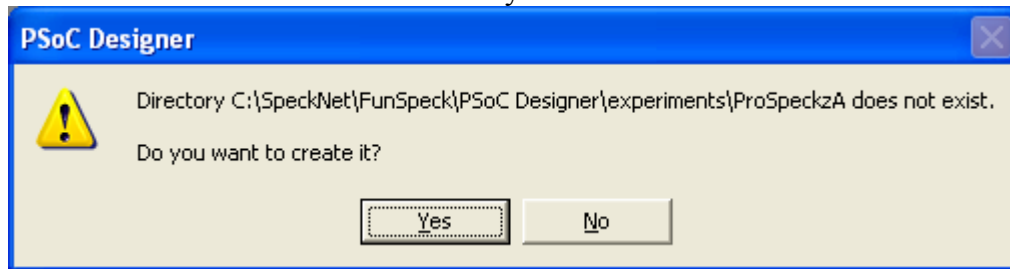 PSoC Designer
Directory C:\SpeckNet\FunSpeck\PSoC Designer\experiments\ProSpeckzA does not exist.
Do you want to create it?
Yes
No